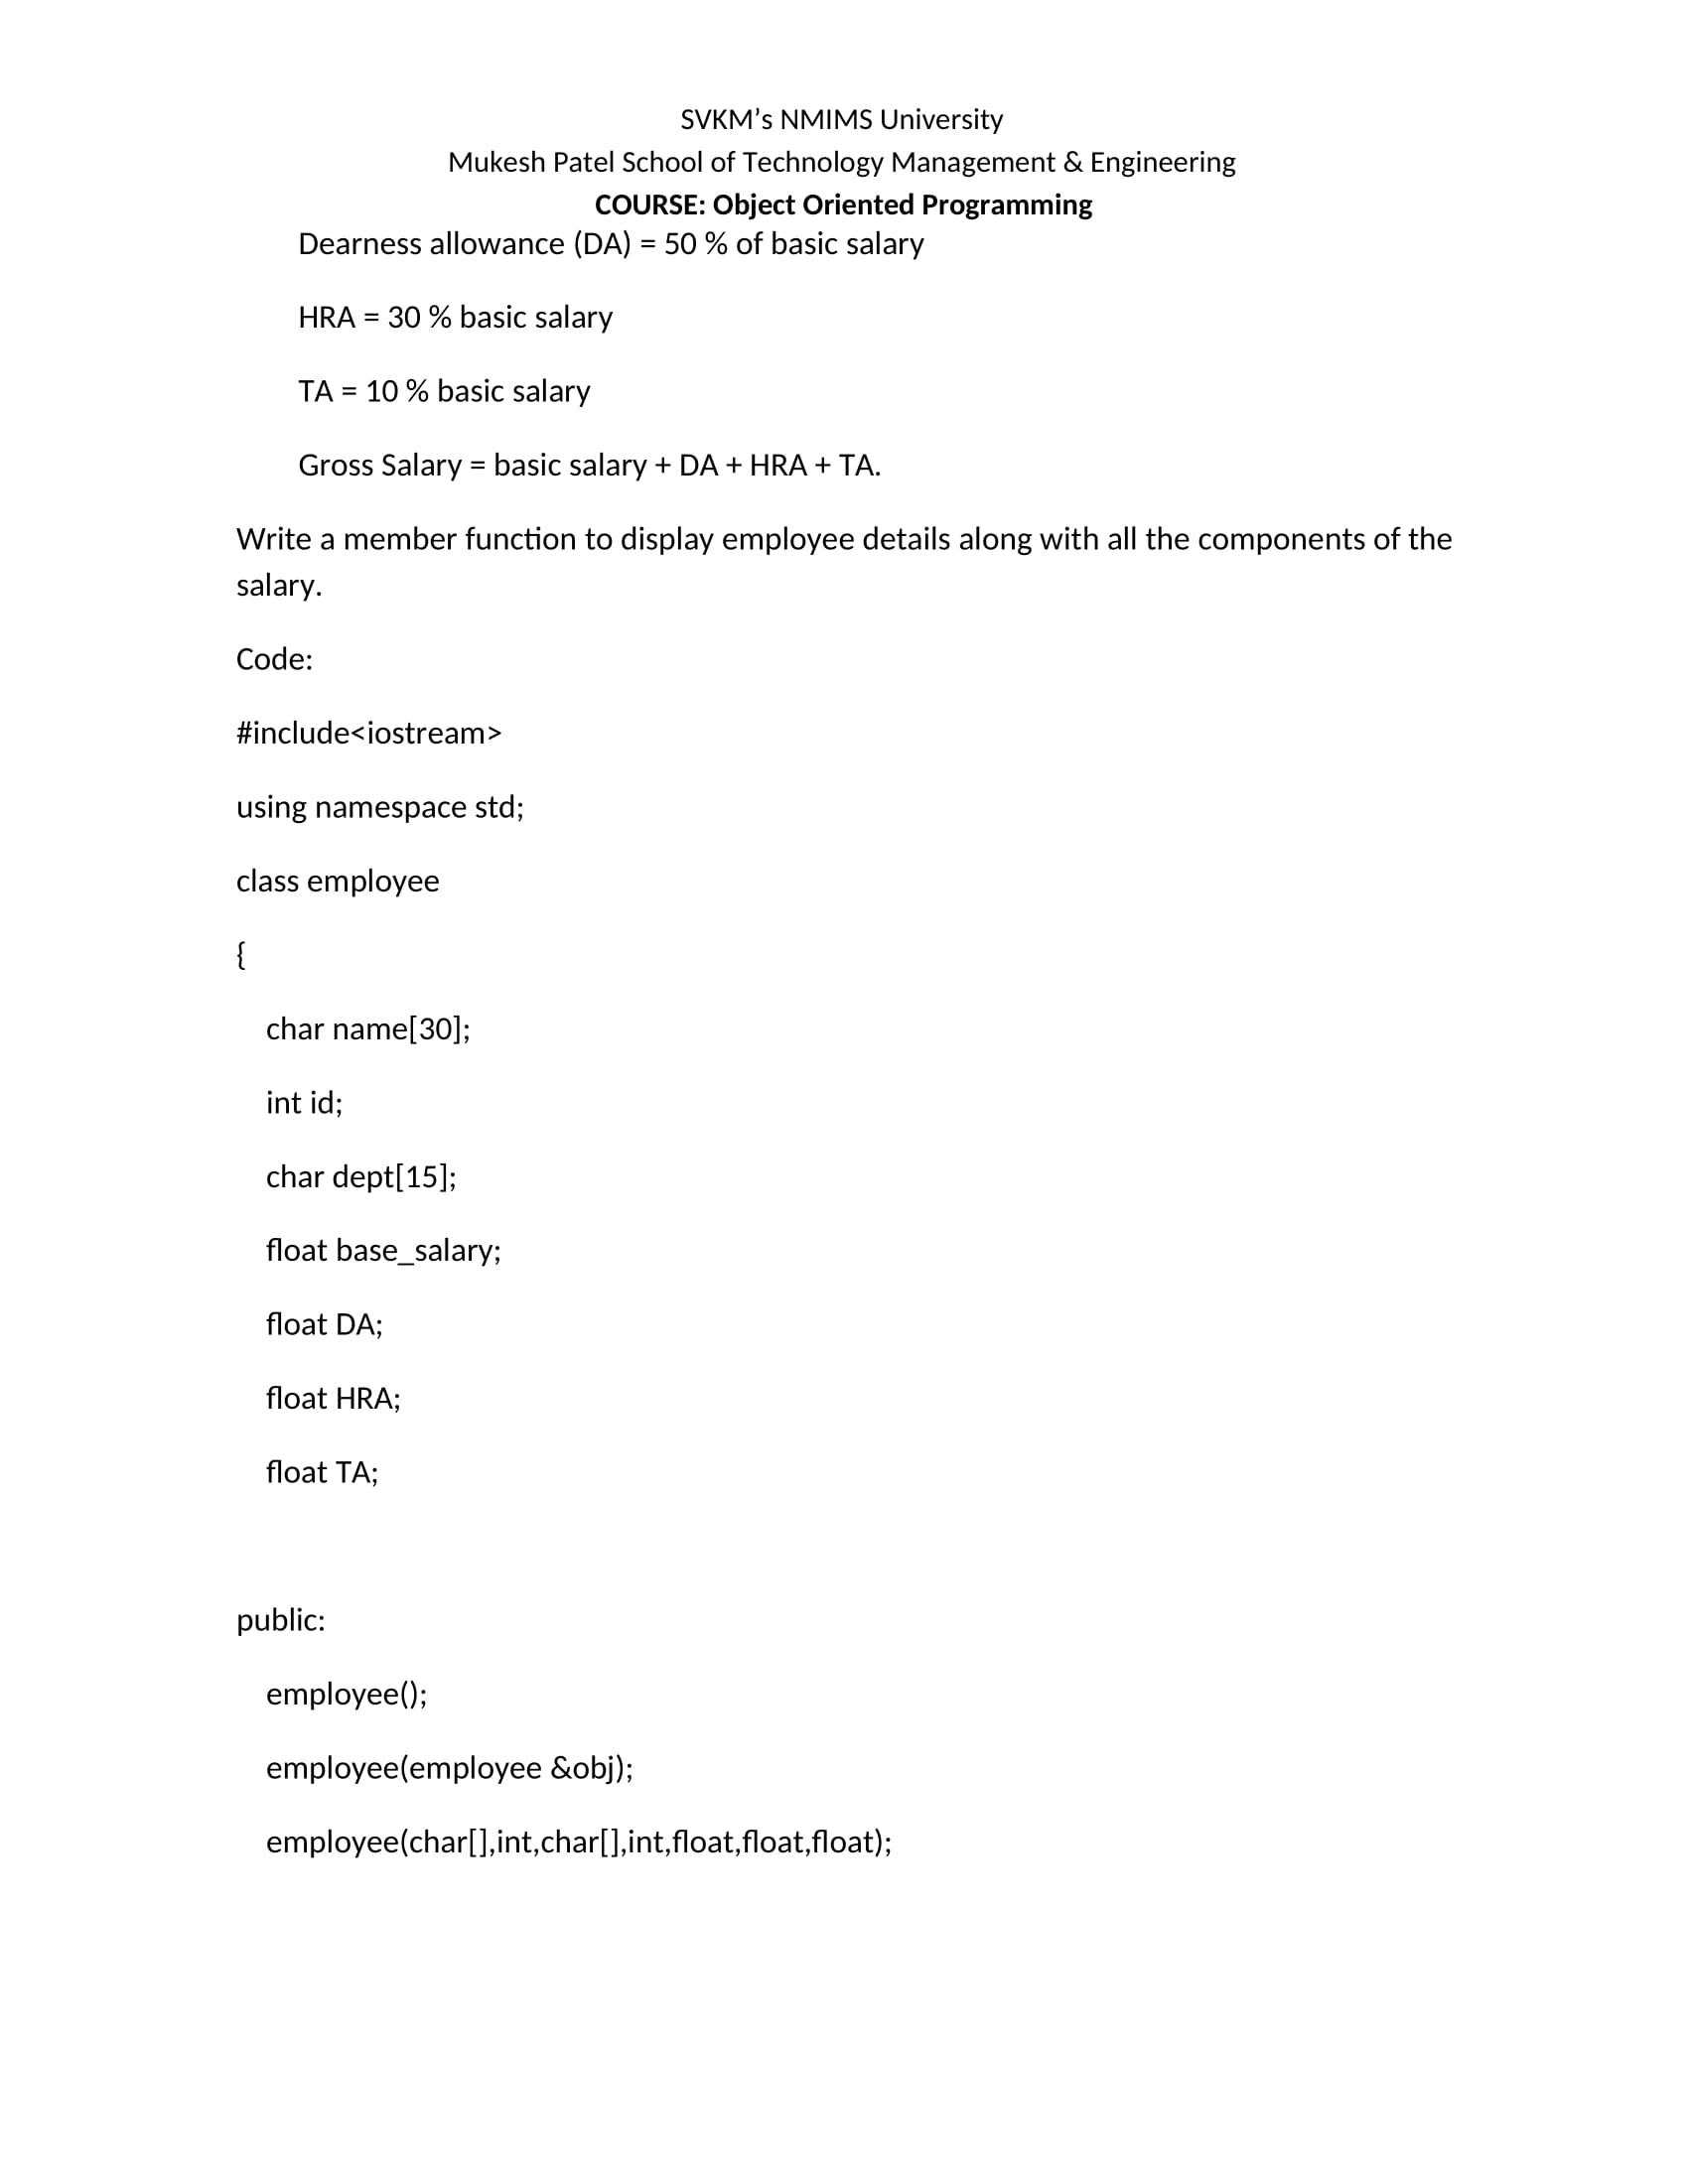 SVKM’s NMIMS University
Mukesh Patel School of Technology Management & Engineering
COURSE: Object Oriented Programming
Dearness allowance (DA) = 50 % of basic salary
HRA = 30 % basic salary
TA = 10 % basic salary
Gross Salary = basic salary + DA + HRA + TA.
Write a member function to display employee details along with all the components of the
salary.
Code:
#include<iostream>
using namespace std;
class employee
{
char name[30];
int id;
char dept[15];
float base_salary;
float DA;
float HRA;
float TA;
public:
employee();
employee(employee &obj);
employee(char[],int,char[],int,float,float,float);